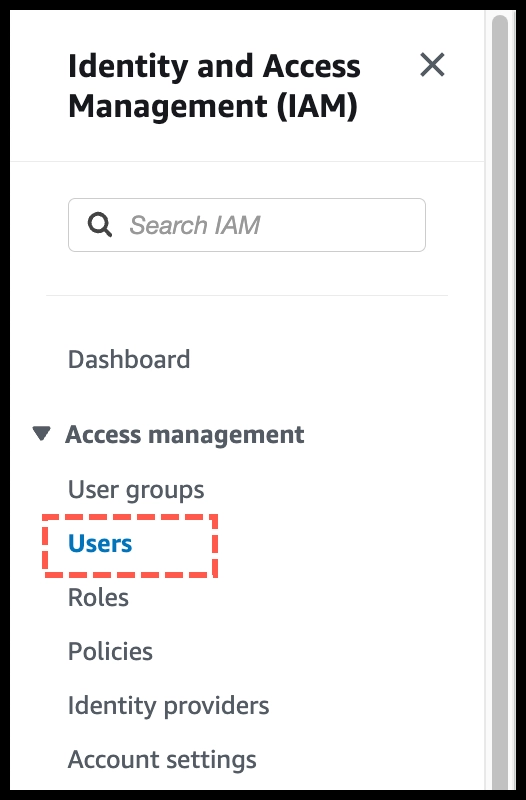 Identity and Access
Management (IAM)
Search IAM
Dashboard
Access management
User groups
Users
Roles
Policies
Identity providers
Account settings